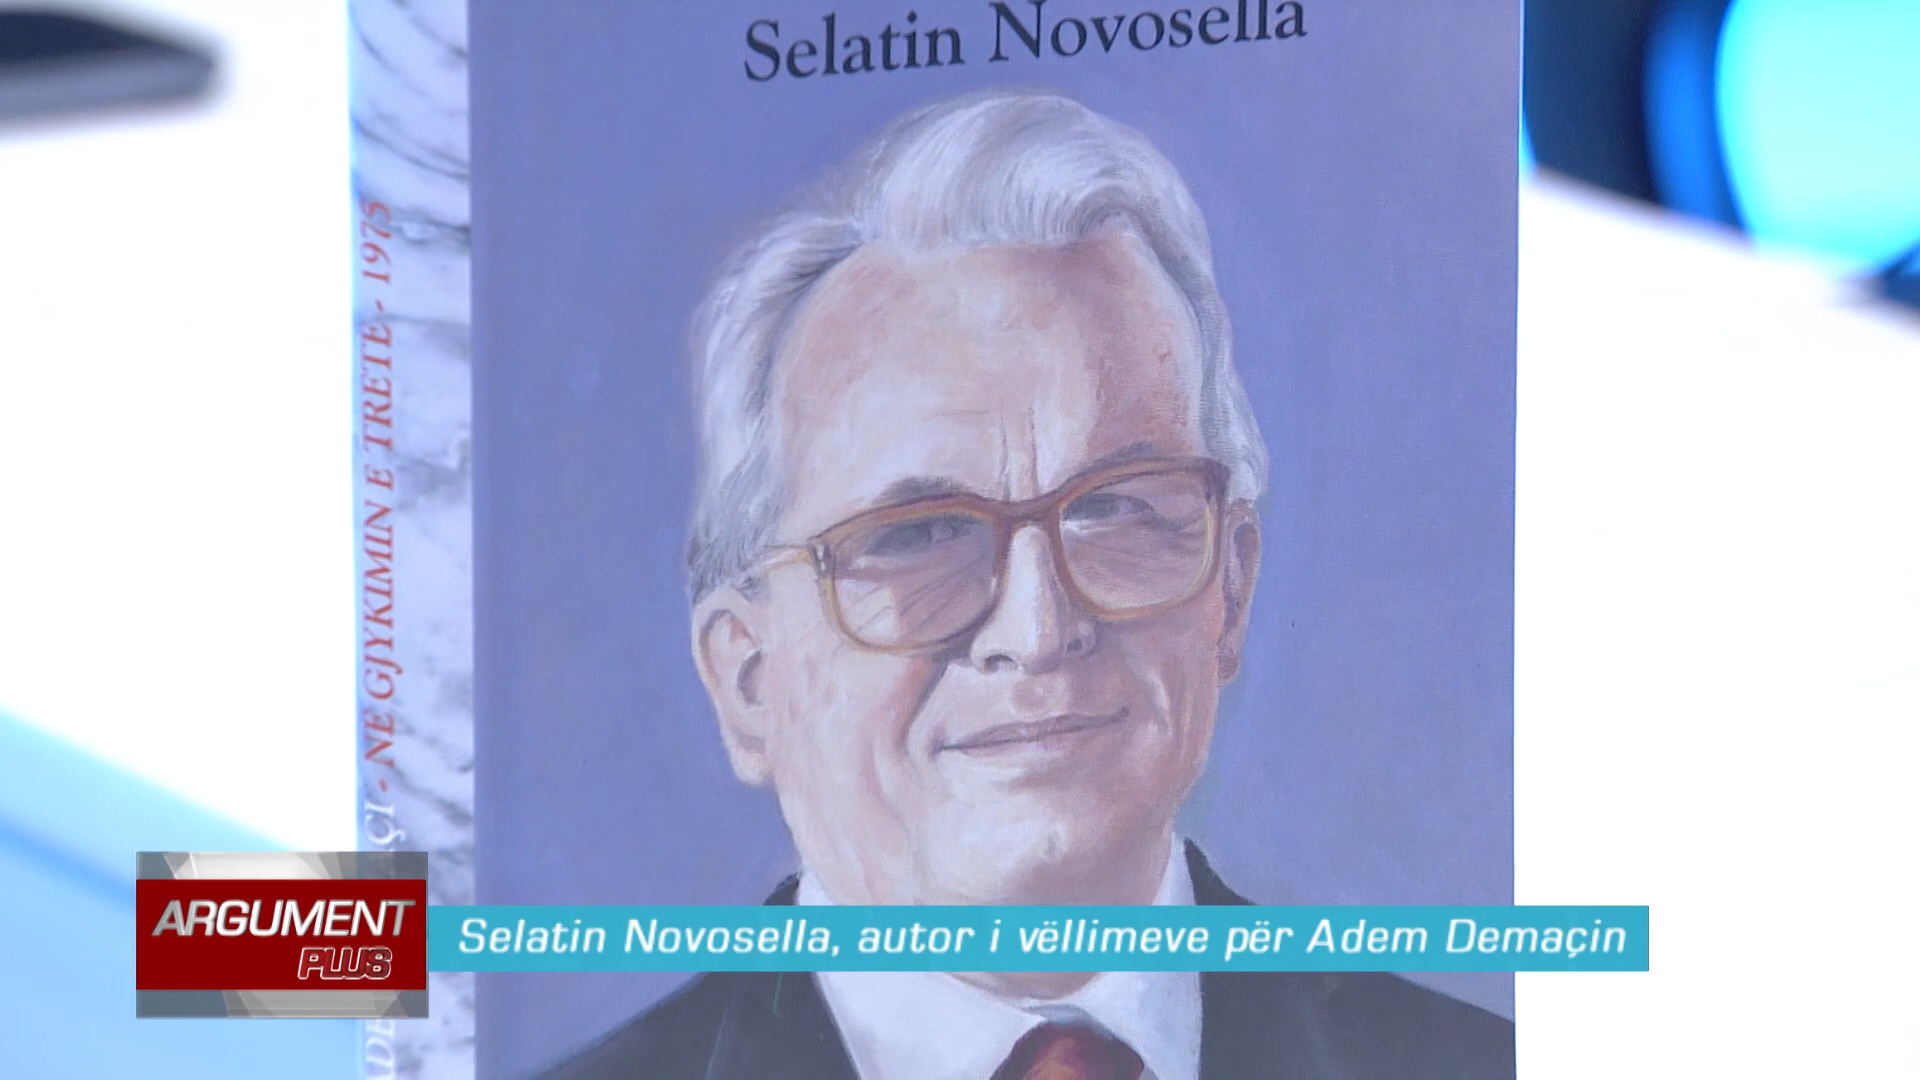 Selatin Novosella
- NË GJYKIMIN E TRETË - 1975
ARGUMENT
PLUS
Selatin Novosella, autor i vëllimeve për Adem Demaçin